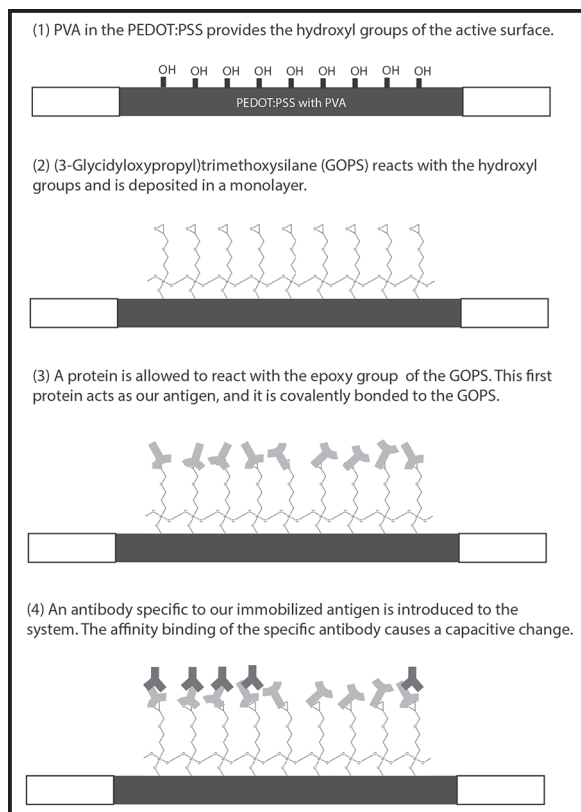 (1) PVA in the PEDOT:PSS provides the hydroxyl groups of the active surface.
OH OH OH OH OH OH OH OH OH
PEDOT:PSS with PVA
(2) (3-Glycidyloxypropyl)trimethoxysilane (GOPS) reacts with the hydroxyl
groups and is deposited in a monolayer.
(3) A protein is allowed to react with the epoxy group of the GOPS. This first
protein acts as our antigen, and it is covalently bonded to the GOPS.
(4) An antibody specific to our immobilized antigen is introduced to the
system. The affinity binding of the specific antibody causes a capacitive change.